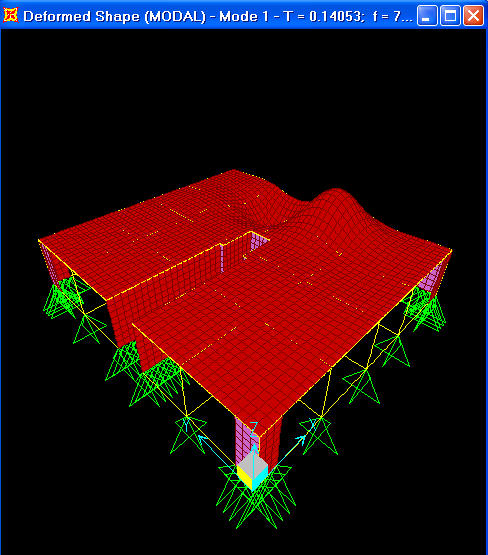 Deformed Shape (MODAL) - Mode 1 - T = 0.14053;  f = 7...
Z